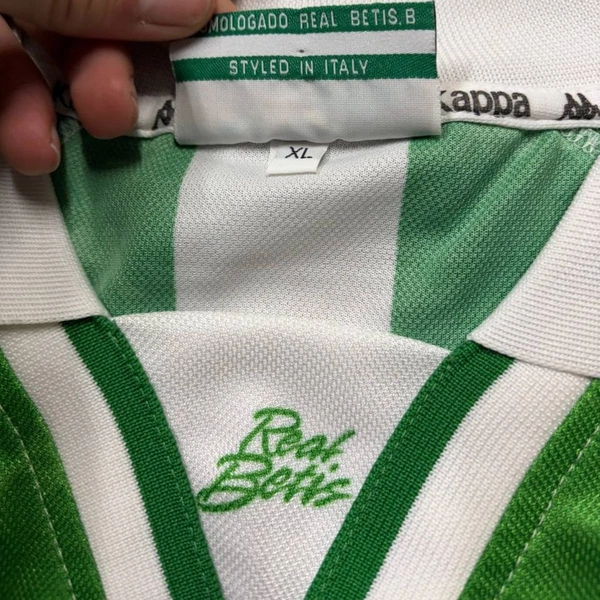 MOLOGADO REAL BETIS.B
STYLED IN ITALY
Kappa
XL
Real
Betis